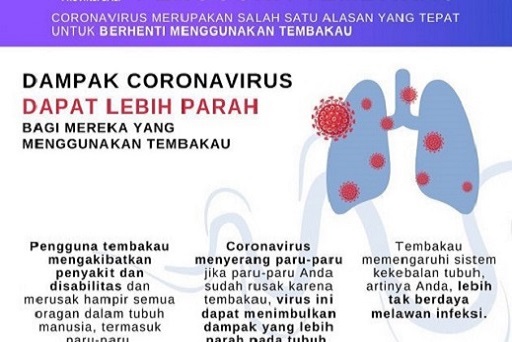 CORONAVIRUS MERUPAKAN SALAH SATU ALASAN YANG TEPAT
UNTUK BERHENTI MENGGUNAKAN TEMBAKAU
DAMPAK CORONAVIRUS
DAPAT LEBIH PARAH
BAGI MEREKA YANG
MENGGUNAKAN TEMBAKAU
Pengguna tembakau
mengakibatkan
penyakit dan
disabilitas dan
merusak hampir semua
oragan dalam tubuh
manusia, termasuk
paru-paru.
Coronavirus
menyerang paru-paru
jika paru-paru Anda
sudah rusak karena
tembakau, virus ini
dapat menimbulkan
dampak yang lebih
parah pada tubuh
Tembakau
memengaruhi sistem
kekebalan tubuh,
artinya Anda, lebih
tak berdaya
melawan infeksi.